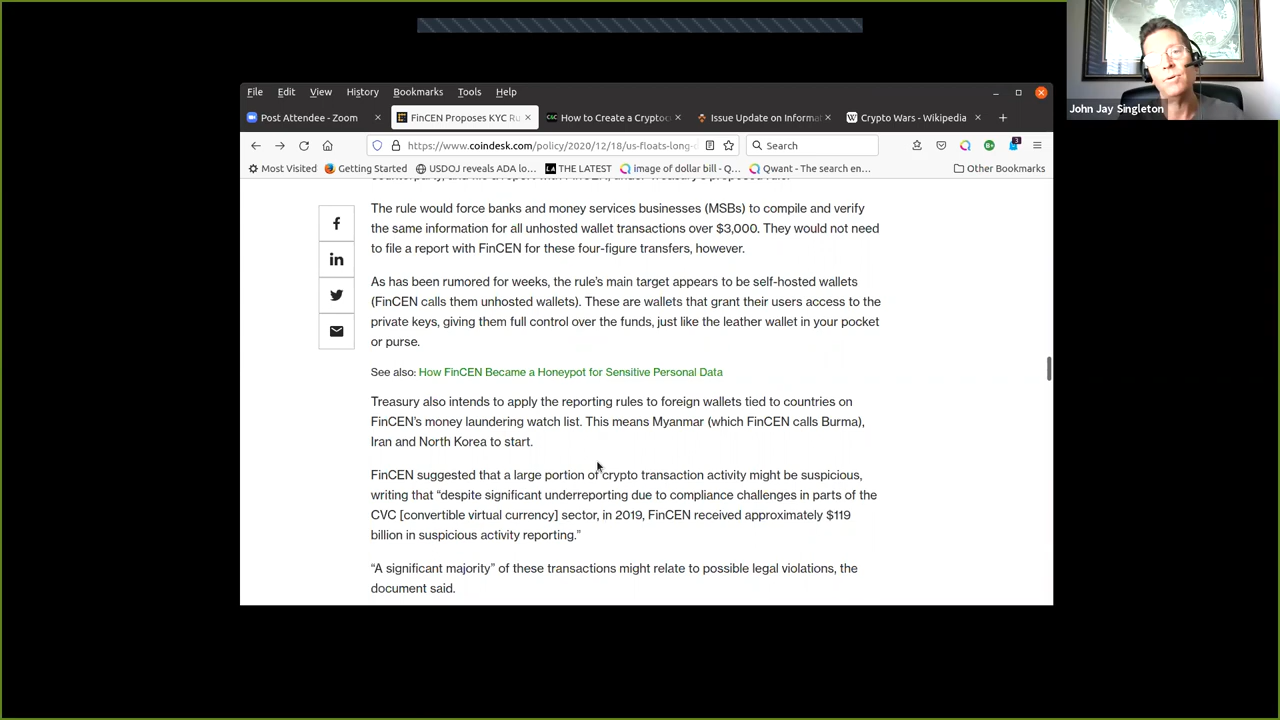 File Edit View History Bookmarks Tools Help
Post Attendee - Zoom
FinCEN Proposes KYC Ru
How to Create a Cryptoc
Issue Update on Informat
Crypto Wars - Wikipedia
https://www.coindesk.com/policy/2020/12/18/us-floats-long-
Search
Most Visited
Getting Started
USDOJ reveals ADA lo…
THE LATEST
image of dollar bill - Q…
Qwant - The search en…
Other Bookmarks
John Jay Singleton
The rule would force banks and money services businesses (MSBs) to compile and verify
the same information for all unhosted wallet transactions over $3,000. They would not need
to file a report with FinCEN for these four-figure transfers, however.
As has been rumored for weeks, the rule’s main target appears to be self-hosted wallets
(FinCEN calls them unhosted wallets). These are wallets that grant their users access to the
private keys, giving them full control over the funds, just like the leather wallet in your pocket
or purse.
See also: How FinCEN Became a Honeypot for Sensitive Personal Data
Treasury also intends to apply the reporting rules to foreign wallets tied to countries on
FinCEN’s money laundering watch list. This means Myanmar (which FinCEN calls Burma),
Iran and North Korea to start.
FinCEN suggested that a large portion of crypto transaction activity might be suspicious,
writing that “despite significant underreporting due to compliance challenges in parts of the
CVC [convertible virtual currency] sector, in 2019, FinCEN received approximately $119
billion in suspicious activity reporting.”
“A significant majority” of these transactions might relate to possible legal violations, the
document said.